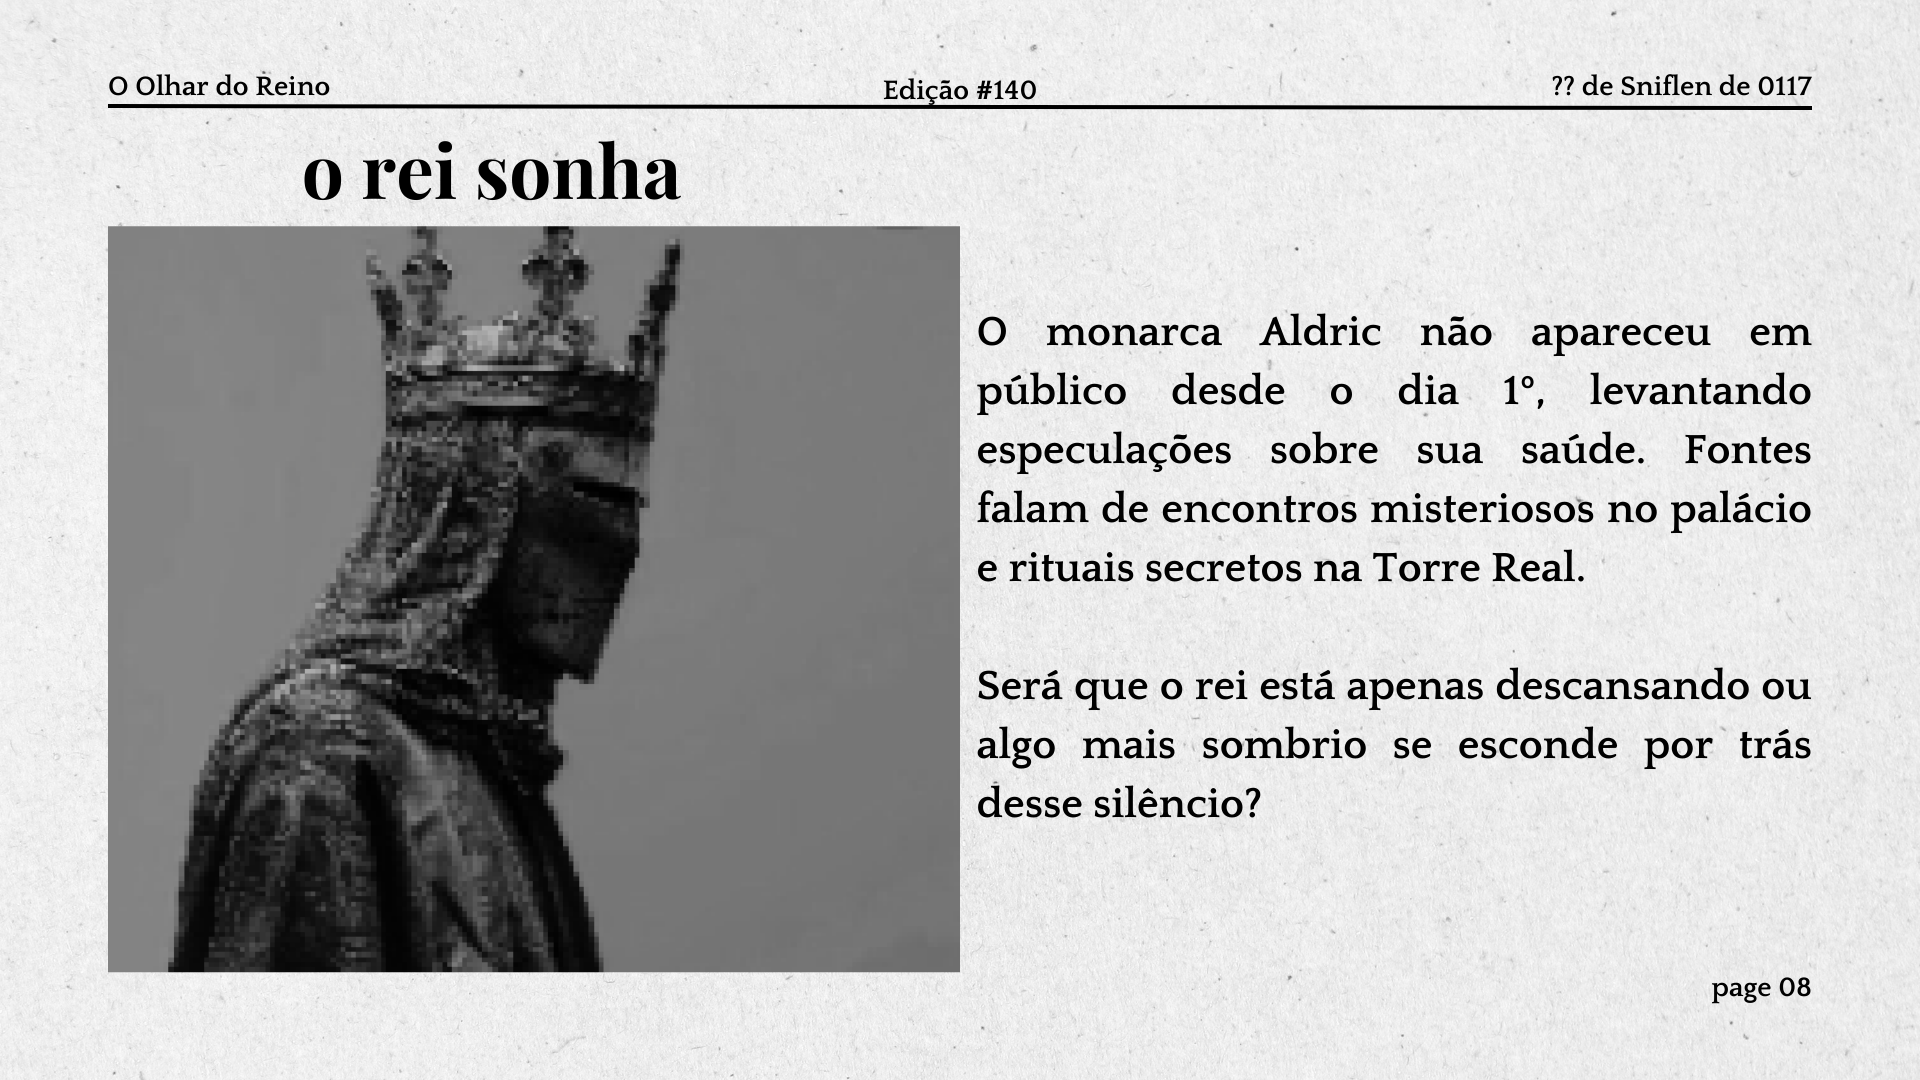 O Olhar do Reino
Edição #140
?? de Sniflen de 0117
o rei sonha
O monarca Aldric não apareceu em
público desde o dia 1º, levantando
especulações sobre sua saúde. Fontes
falam de encontros misteriosos no palácio
e rituais secretos na Torre Real.
Será que o rei está apenas descansando ou
algo mais sombrio se esconde por trás
desse silêncio?
page 08